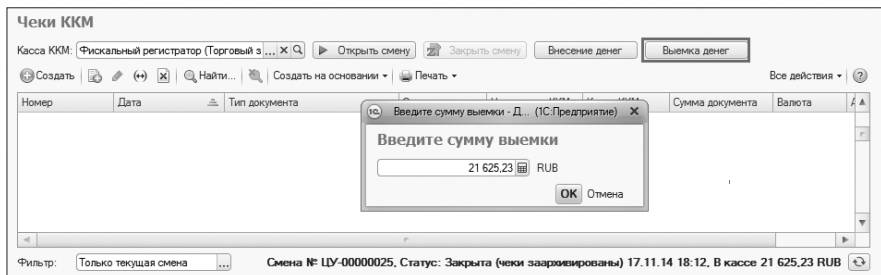 Чеки ККМ
Касса ККМ: Фискальный регистратор (Торговый з ... Открыть смену Закрыть смену Внесение денег Выемка денег
Создать Найти... Создать на основании Печать Все действия
Номер Дата Тип документа Сумма документа Валюта
1С Введите сумму выемки - Д... (1С:Предприятие)
Введите сумму выемки
21 625,23 RUB
OK Отмена
Фильтр: Только текущая смена ... Смена № ЦУ-00000025, Статус: Закрыта (чеки заархивированы) 17.11.14 18:12, В кассе 21 625,23 RUB